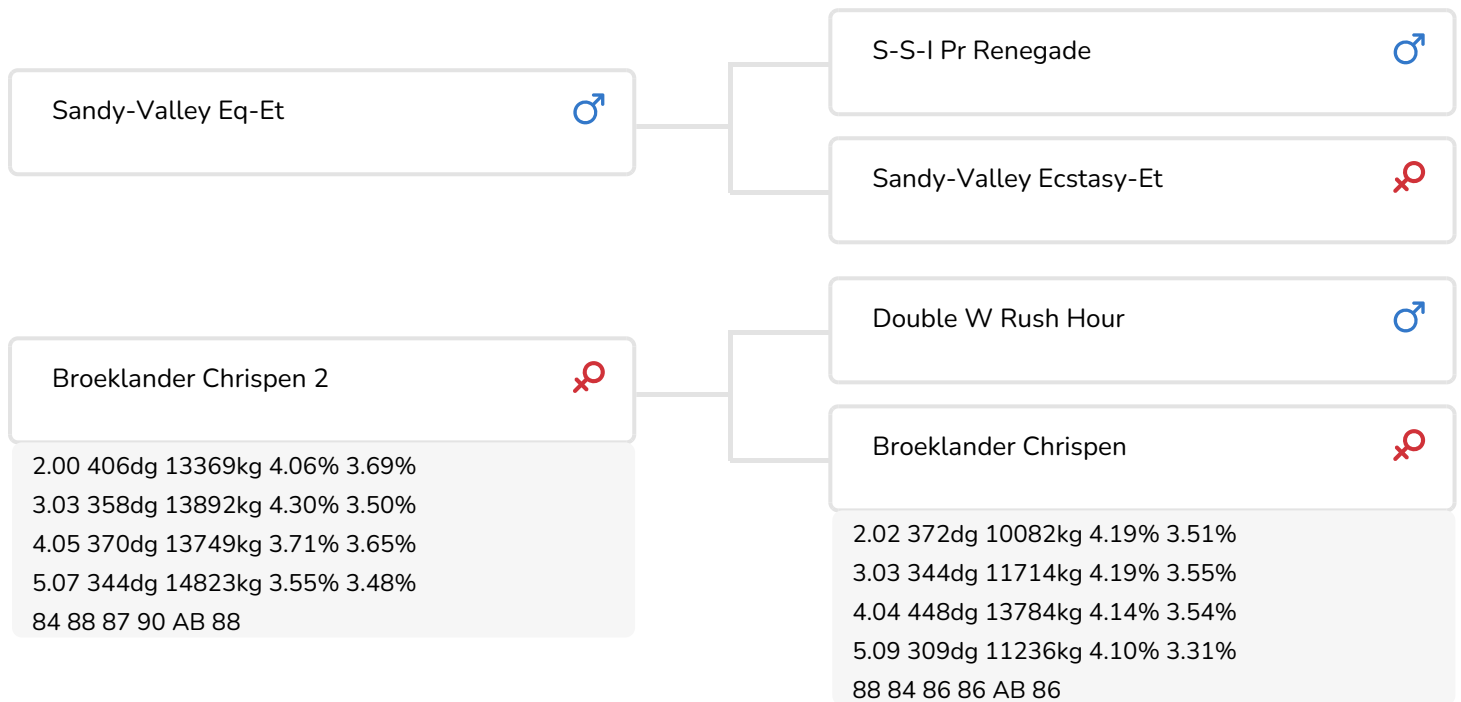 Sandy-Valley Eq-Et
S-S-I Pr Renegade
Sandy-Valley Ecstasy-Et
Broeklander Chrispen 2
2.00 406dg 13369kg 4.06% 3.69%
3.03 358dg 13892kg 4.30% 3.50%
4.05 370dg 13749kg 3.71% 3.65%
5.07 344dg 14823kg 3.55% 3.48%
84 88 87 90 AB 88
Double W Rush Hour
Broeklander Chrispen
2.02 372dg 10082kg 4.19% 3.51%
3.03 344dg 11714kg 4.19% 3.55%
4.04 448dg 13784kg 4.14% 3.54%
5.09 309dg 11236kg 4.10% 3.31%
88 84 86 86 AB 86